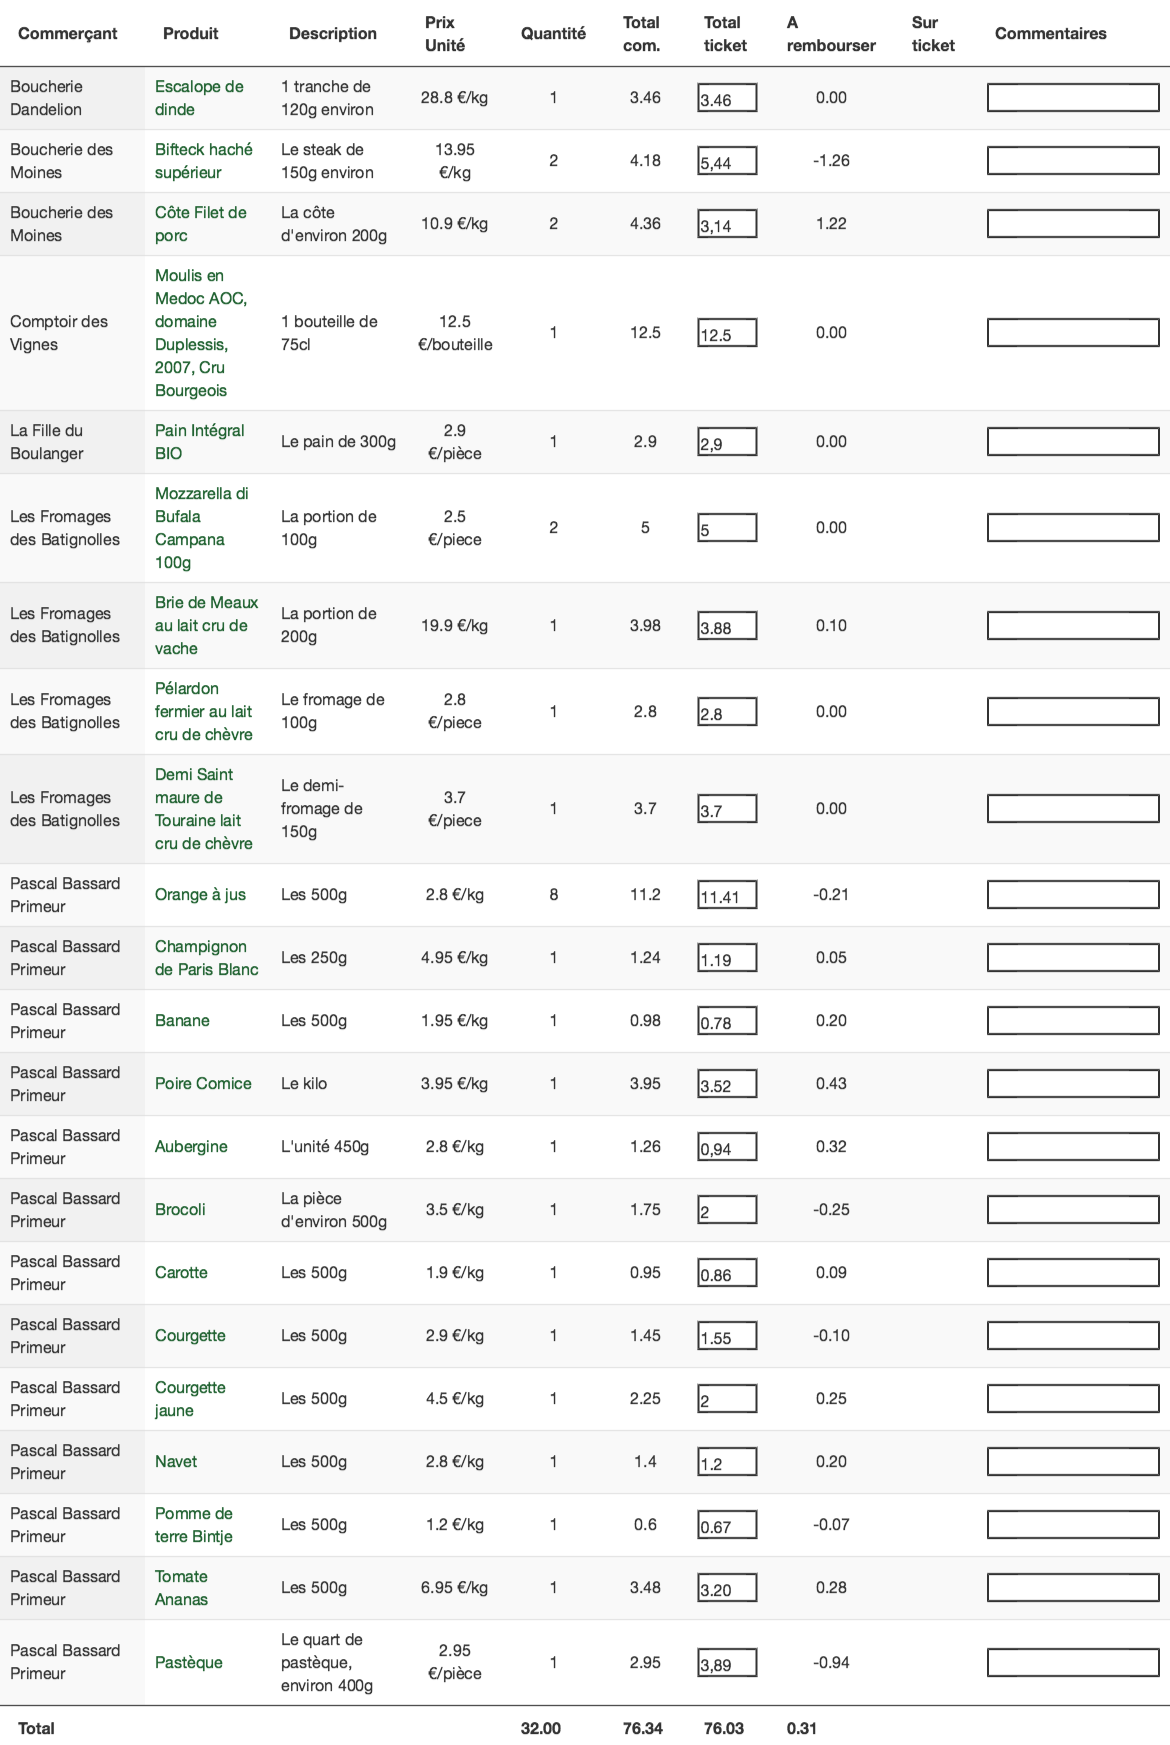 Commerçant Produit Description Prix Unité Quantité Total com. Total ticket A rembourser Sur ticket Commentaires
Boucherie Dandelion Escalope de dinde 1 tranche de 120g environ 28.8 €/kg 1 3.46 3.46 0.00
Boucherie des Moines Bifteck haché supérieur Le steak de 150g environ 13.95 €/kg 2 4.18 5,44 -1.26
Boucherie des Moines Côte Filet de porc La côte d'environ 200g 10.9 €/kg 2 4.36 3,14 1.22
Comptoir des Vignes Moulis en Medoc AOC, domaine Duplessis, 2007, Cru Bourgeois 1 bouteille de 75cl 12.5 €/bouteille 1 12.5 12.5 0.00
La Fille du Boulanger Pain Intégral BIO Le pain de 300g 2.9 €/pièce 1 2.9 2,9 0.00
Les Fromages des Batignolles Mozzarella di Bufala Campana 100g La portion de 100g 2.5 €/piece 2 5 5 0.00
Les Fromages des Batignolles Brie de Meaux au lait cru de vache La portion de 200g 19.9 €/kg 1 3.98 3.88 0.10
Les Fromages des Batignolles Pélardon fermier au lait cru de chèvre Le fromage de 100g 2.8 €/piece 1 2.8 2.8 0.00
Les Fromages des Batignolles Demi Saint maure de Touraine lait cru de chèvre Le demi-fromage de 150g 3.7 €/piece 1 3.7 3.7 0.00
Pascal Bassard Primeur Orange à jus Les 500g 2.8 €/kg 8 11.2 11.41 -0.21
Pascal Bassard Primeur Champignon de Paris Blanc Les 250g 4.95 €/kg 1 1.24 1.19 0.05
Pascal Bassard Primeur Banane Les 500g 1.95 €/kg 1 0.98 0.78 0.20
Pascal Bassard Primeur Poire Comice Le kilo 3.95 €/kg 1 3.95 3.52 0.43
Pascal Bassard Primeur Aubergine L'unité 450g 2.8 €/kg 1 1.26 0,94 0.32
Pascal Bassard Primeur Brocoli La pièce d'environ 500g 3.5 €/kg 1 1.75 2 -0.25
Pascal Bassard Primeur Carotte Les 500g 1.9 €/kg 1 0.95 0.86 0.09
Pascal Bassard Primeur Courgette Les 500g 2.9 €/kg 1 1.45 1.55 -0.10
Pascal Bassard Primeur Courgette jaune Les 500g 4.5 €/kg 1 2.25 2 0.25
Pascal Bassard Primeur Navet Les 500g 2.8 €/kg 1 1.4 1.2 0.20
Pascal Bassard Primeur Pomme de terre Bintje Les 500g 1.2 €/kg 1 0.6 0.67 -0.07
Pascal Bassard Primeur Tomate Ananas Les 500g 6.95 €/kg 1 3.48 3.20 0.28
Pascal Bassard Primeur Pastèque Le quart de pastèque, environ 400g 2.95 €/pièce 1 2.95 3,89 -0.94
Total 32.00 76.34 76.03 0.31